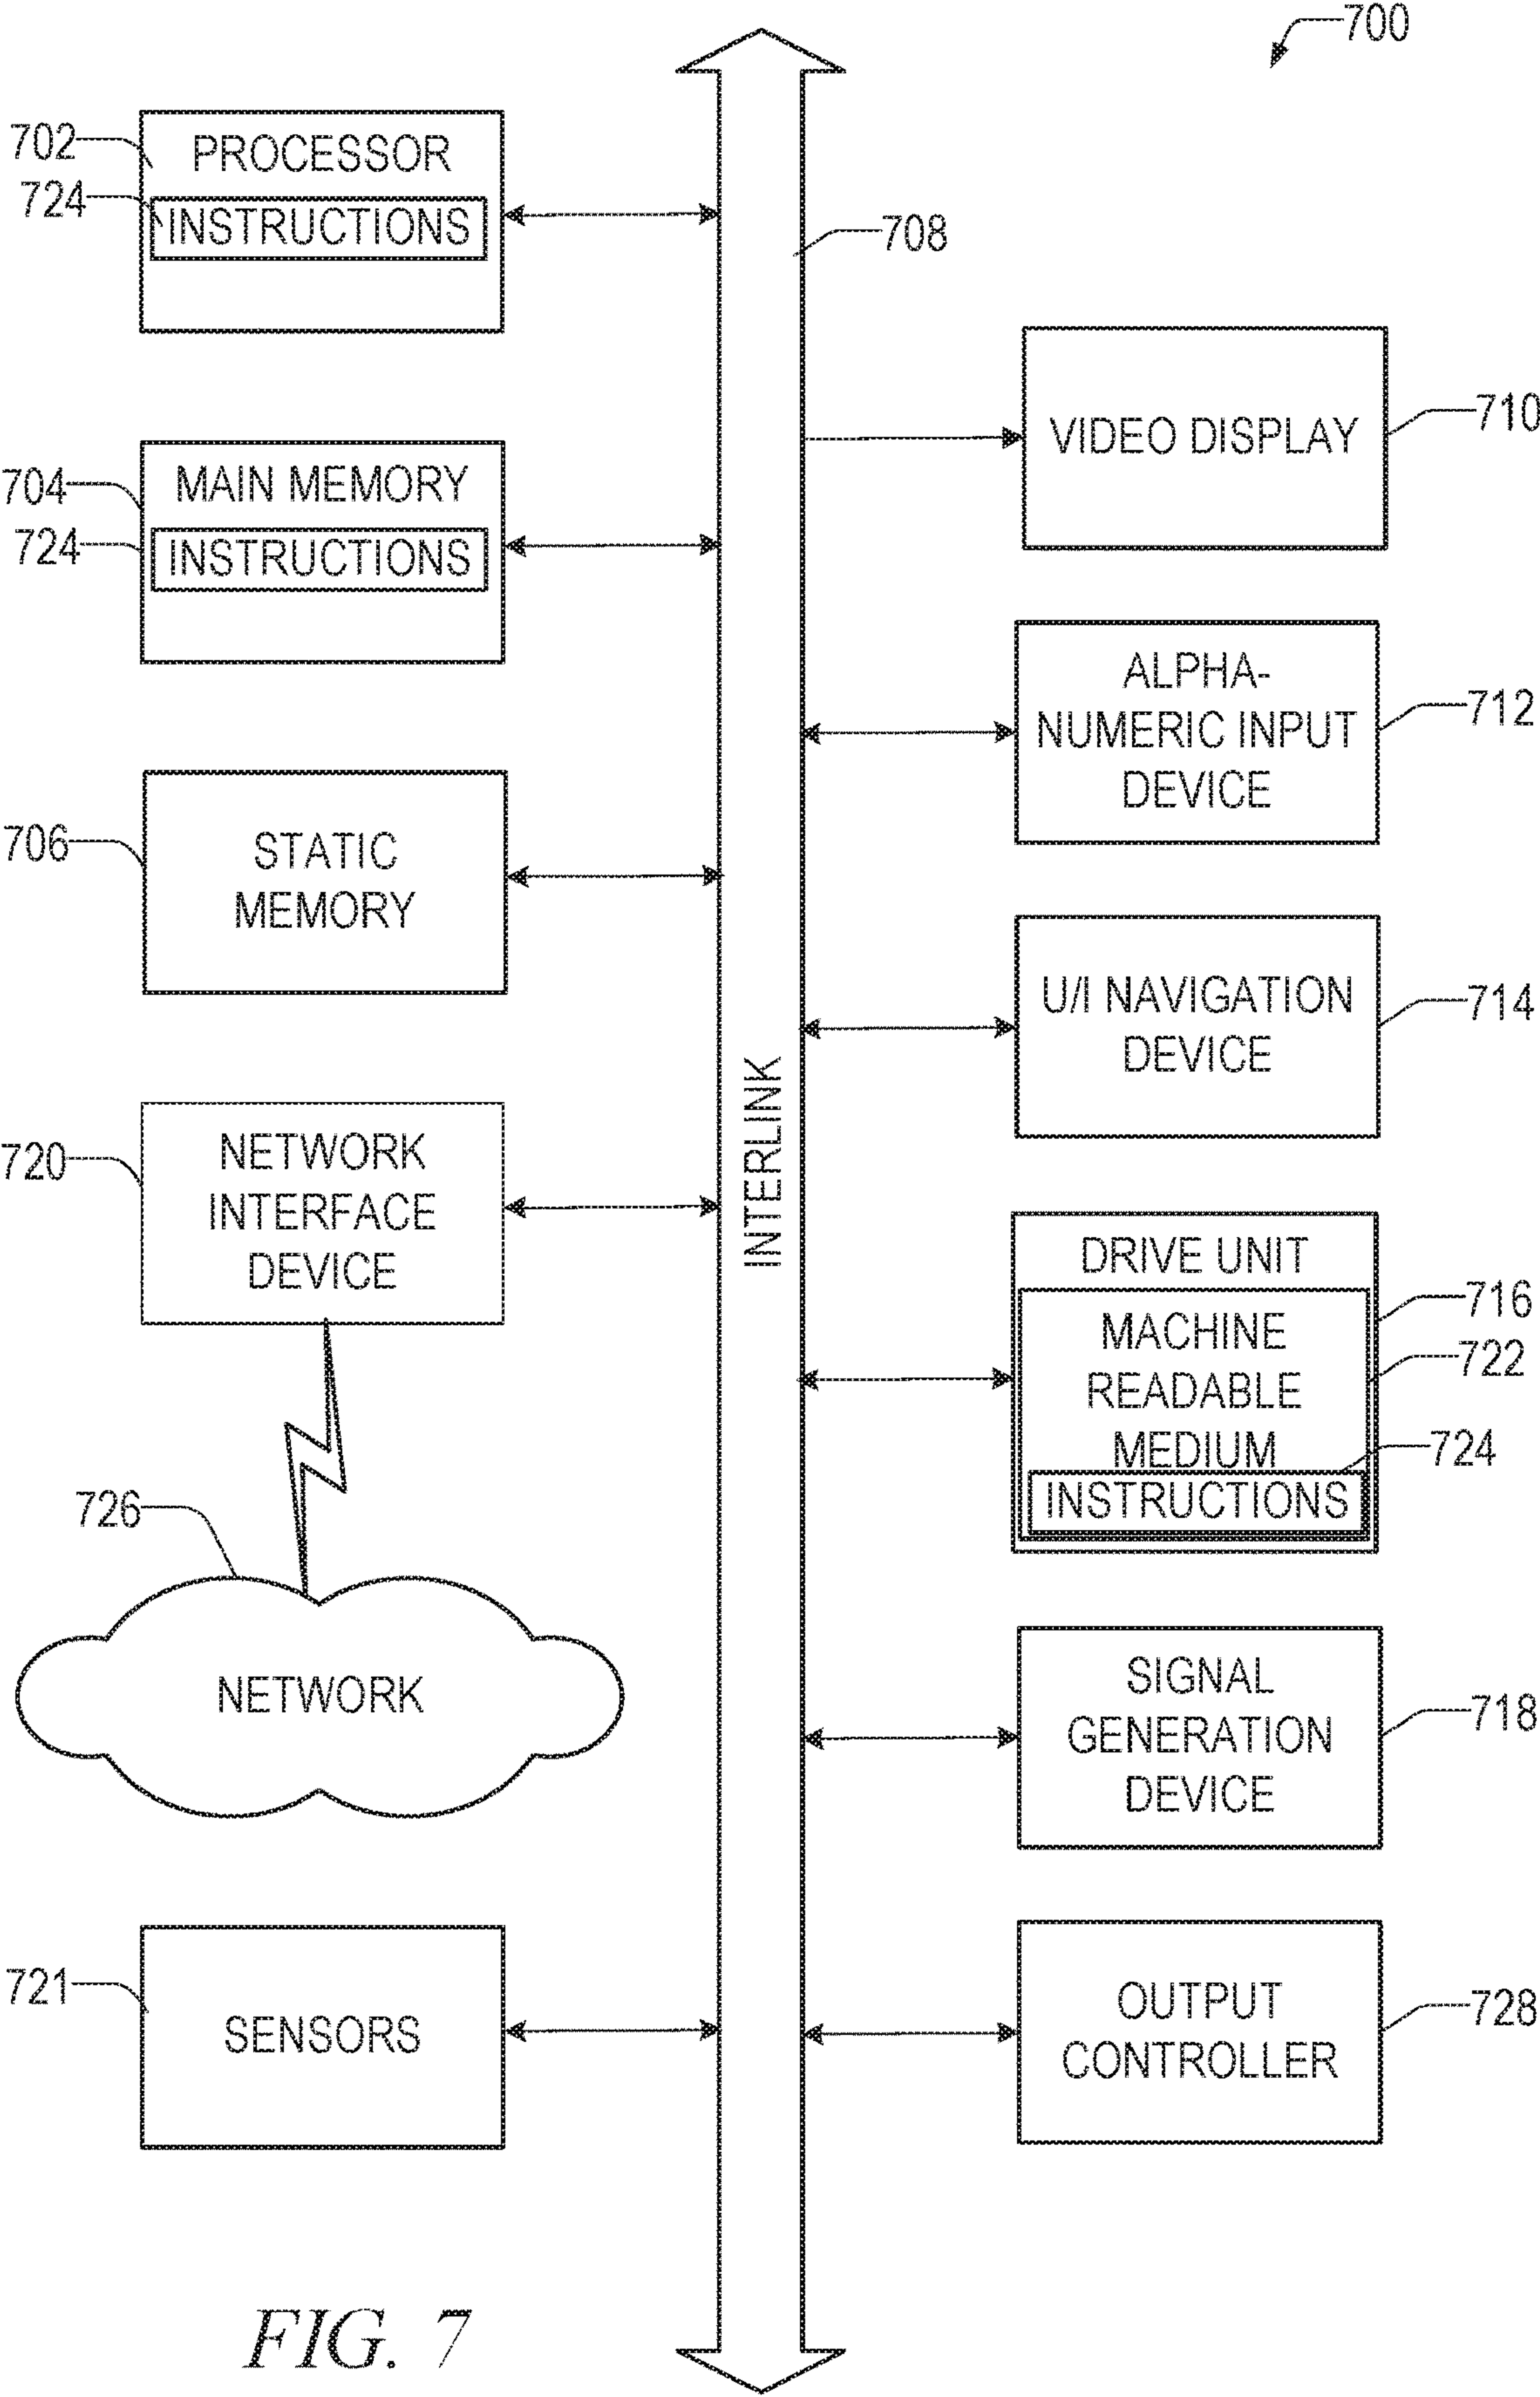 700
702
PROCESSOR
724
INSTRUCTIONS
708
704
MAIN MEMORY
724
INSTRUCTIONS
VIDEO DISPLAY
710
ALPHA-
NUMERIC INPUT
DEVICE
712
706
STATIC
MEMORY
U/I NAVIGATION
DEVICE
714
INTERLINK
720
NETWORK
INTERFACE
DEVICE
DRIVE UNIT
716
MACHINE
READABLE
MEDIUM
722
724
INSTRUCTIONS
726
NETWORK
SIGNAL
GENERATION
DEVICE
718
721
SENSORS
OUTPUT
CONTROLLER
728
FIG. 7